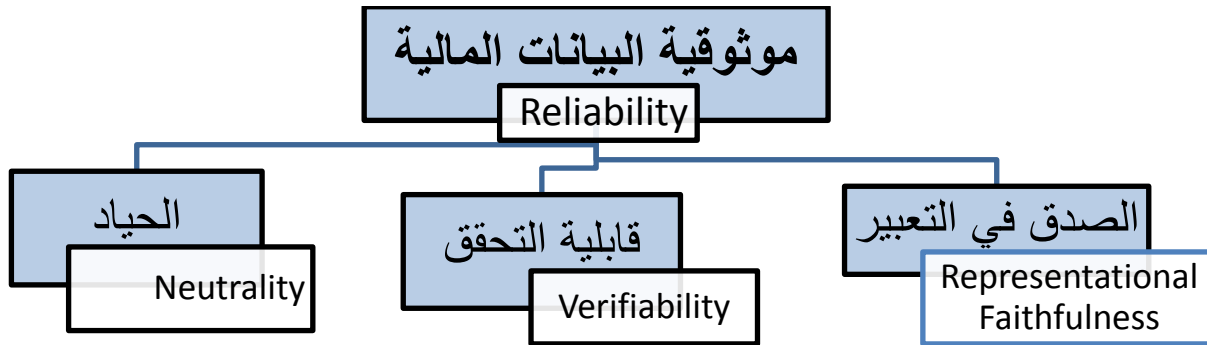 موثوقية البيانات المالية
Reliability
الصدق في التعبير
Representational
Faithfulness
قابلية التحقق
Verifiability
الحياد
Neutrality